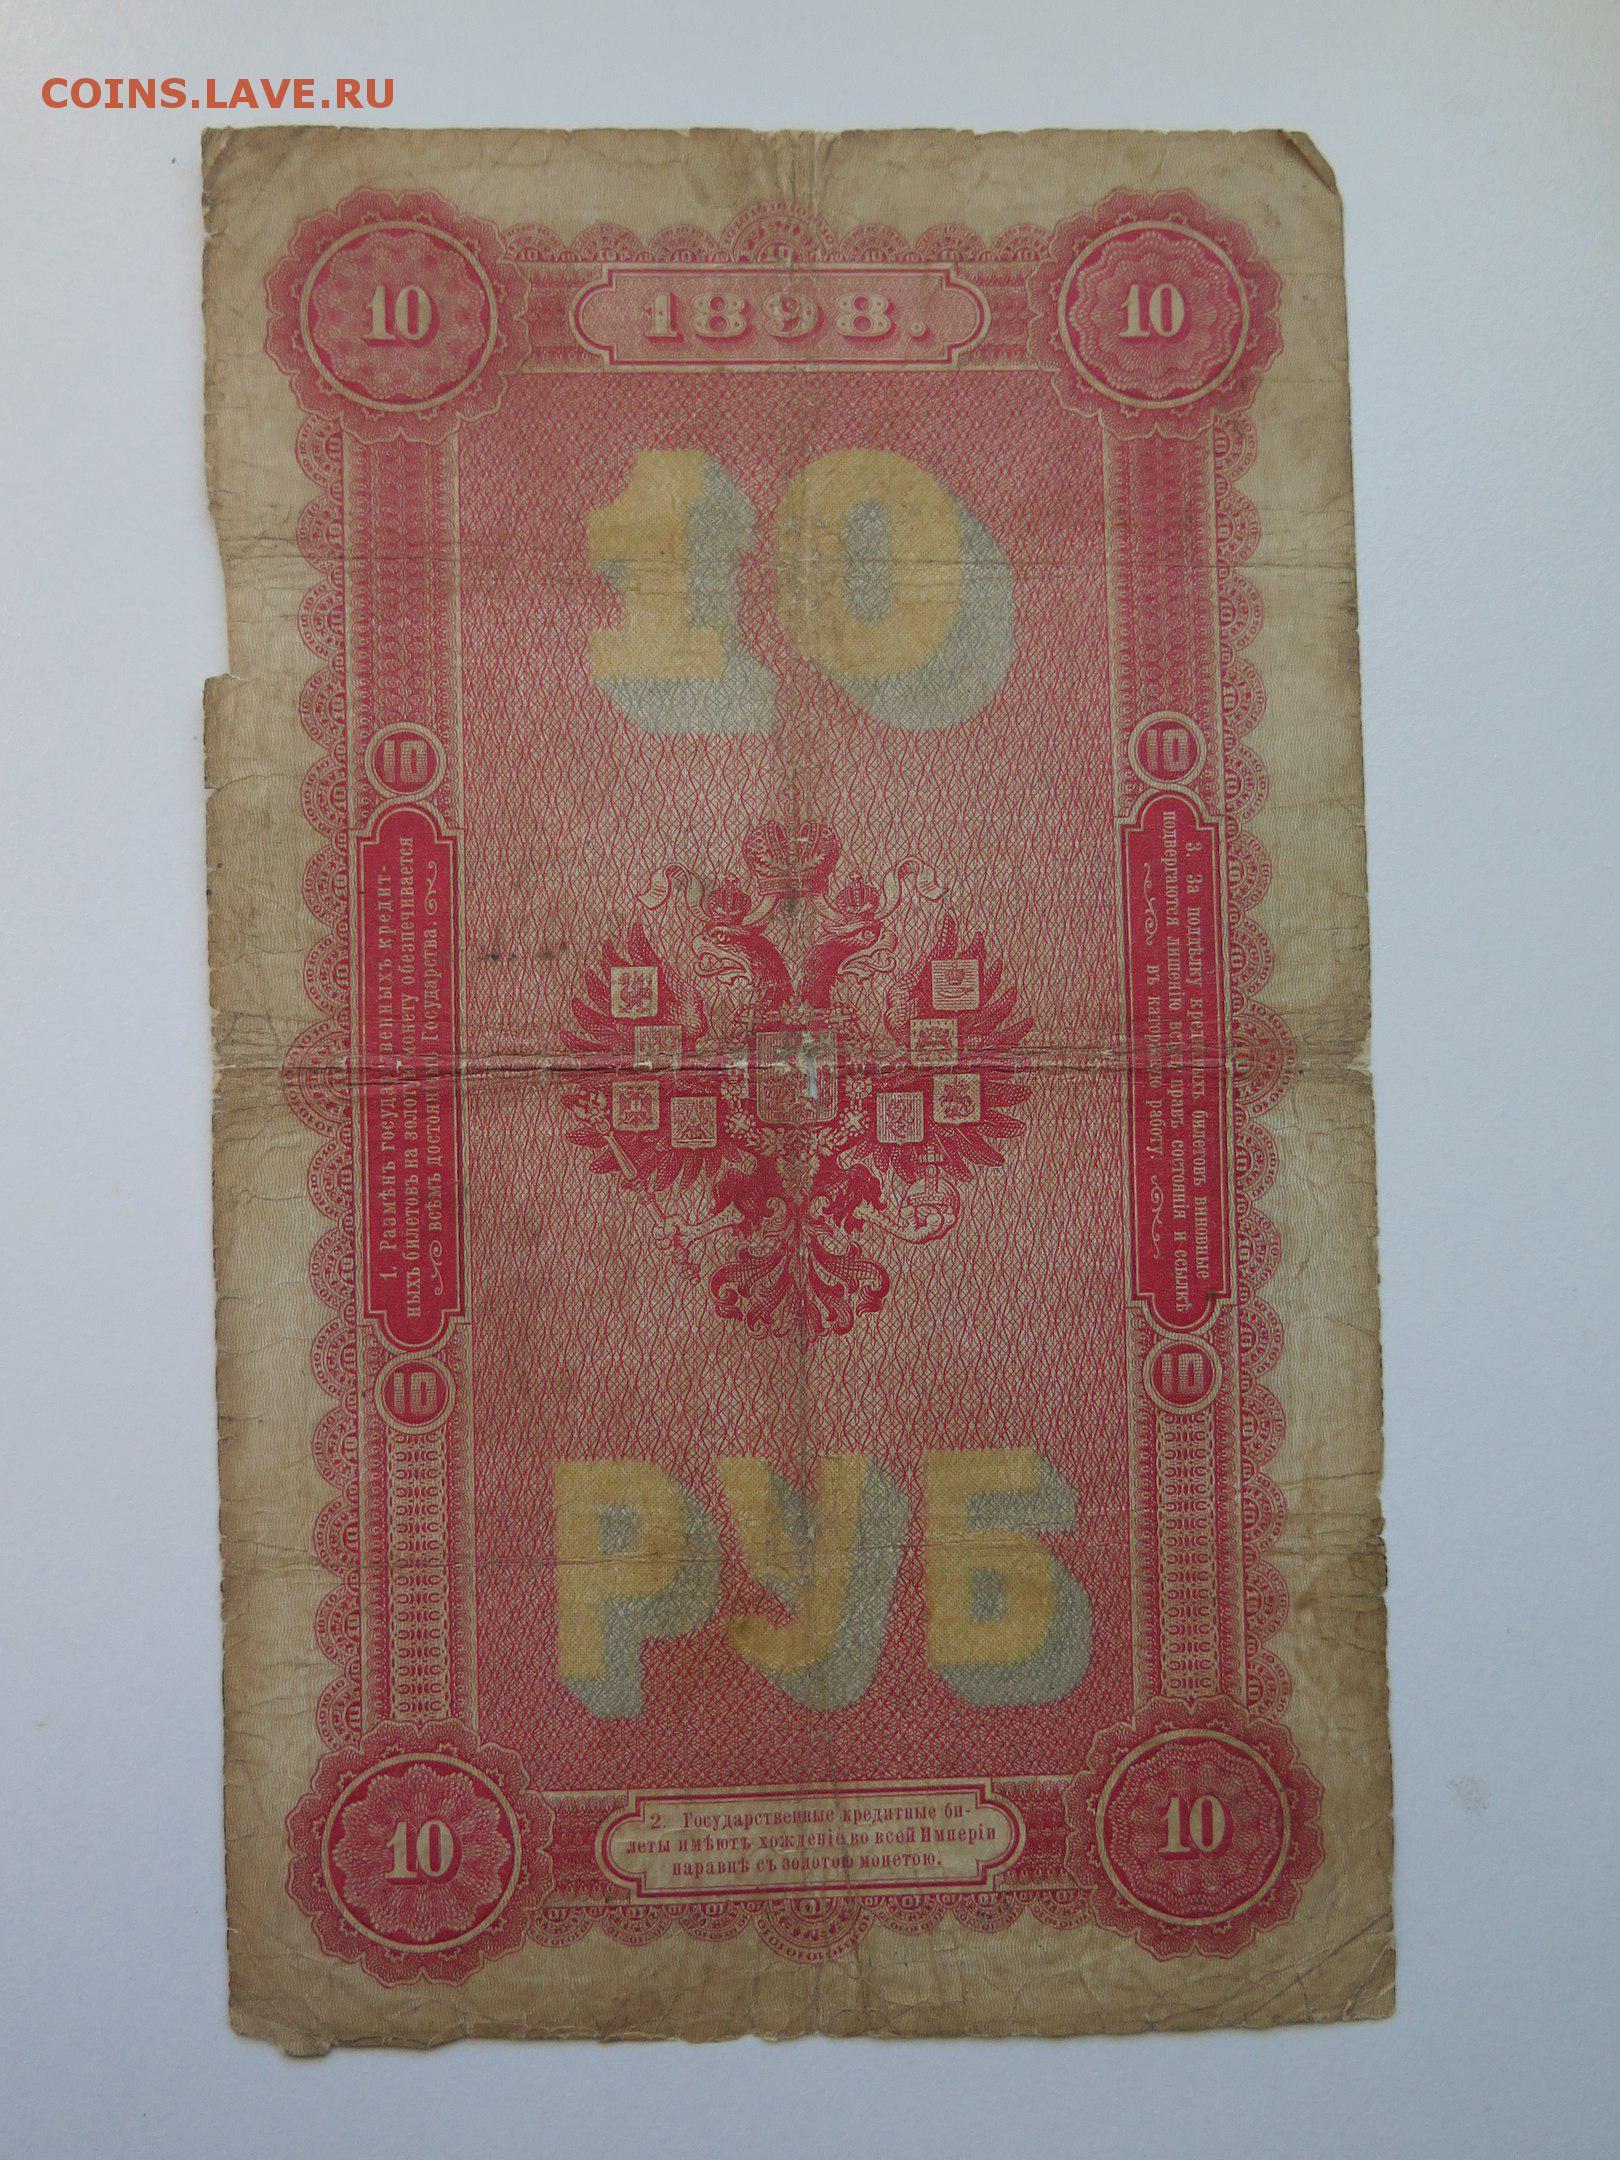 COINS.LAVE.RU
10
1898.
10
10
10
10
1. Размѣнъ государственныхъ кредит-
ныхъ билетовъ на золотую монету обезпечивается
всѣмъ достояніемъ Государства.
3. За поддѣлку кредитныхъ билетовъ виновные
подвергаются лишенію всѣхъ правъ состоянія и ссылкѣ
въ каторжную работу.
10
10
РУБ
10
2. Государственные кредитные би-
леты имѣютъ хожденіе во всей Имперіи
наравнѣ съ золотою монетою.
10